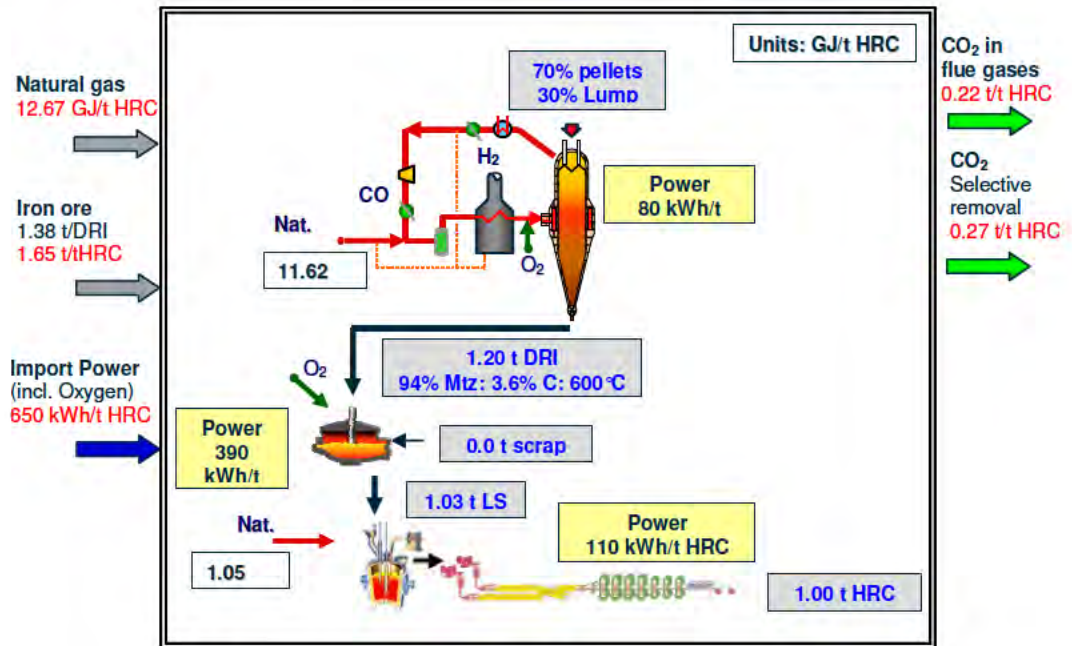 Units: GJ/t HRC
Natural gas
12.67 GJ/t HRC
Iron ore
1.38 t/DRI
1.65 t/tHRC
Import Power
(incl. Oxygen)
650 kWh/t HRC
70% pellets
30% Lump
H2
CO
Nat.
11.62
O2
Power
80 kWh/t
1.20 t DRI
94% Mtz: 3.6% C: 600°C
O2
Power
390
kWh/t
0.0 t scrap
1.03 t LS
Nat.
1.05
Power
110 kWh/t HRC
1.00 t HRC
CO2 in
flue gases
0.22 t/t HRC
CO2
Selective
removal
0.27 t/t HRC